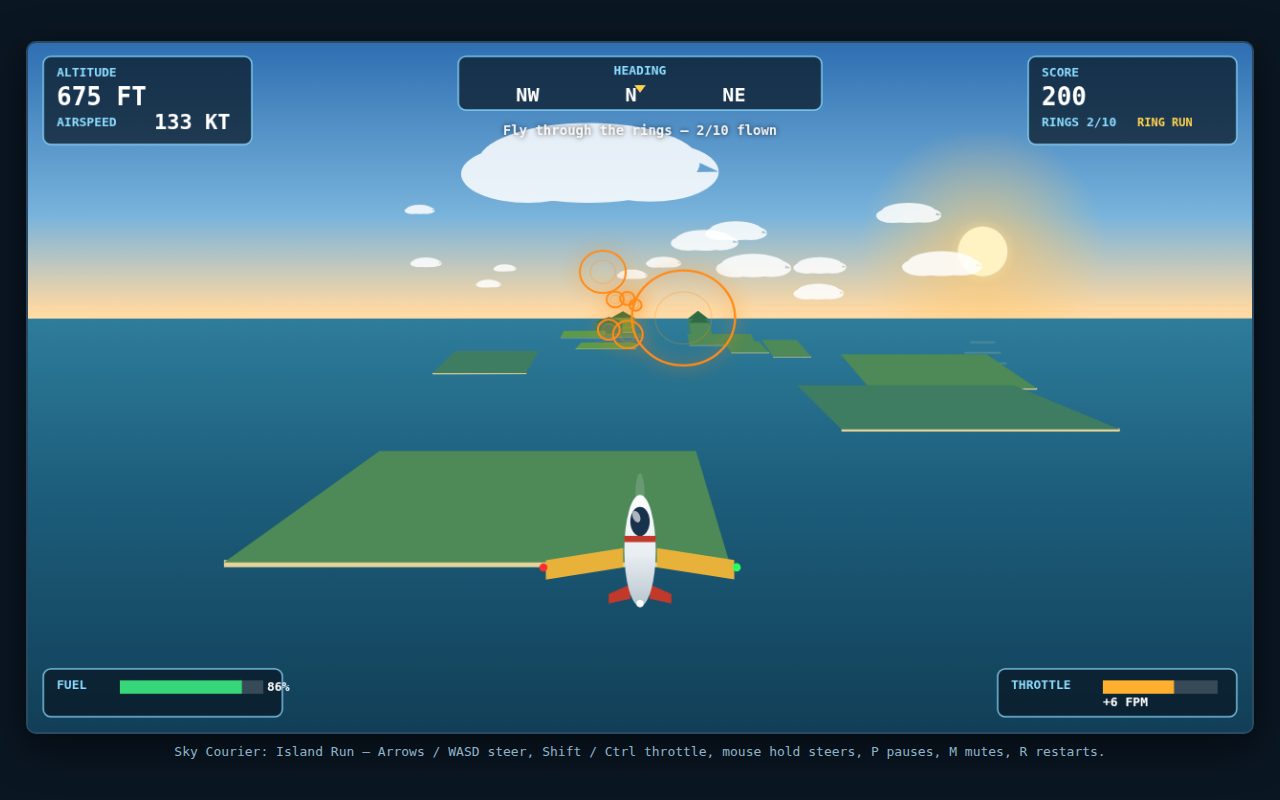 ALTITUDE
675 FT
AIRSPEED 133 KT
HEADING
NW N NE
SCORE
200
RINGS 2/10 RING RUN
Fly through the rings — 2/10 flown
FUEL 86%
THROTTLE
+6 FPM
Sky Courier: Island Run — Arrows / WASD steer, Shift / Ctrl throttle, mouse hold steers, P pauses, M mutes, R restarts.